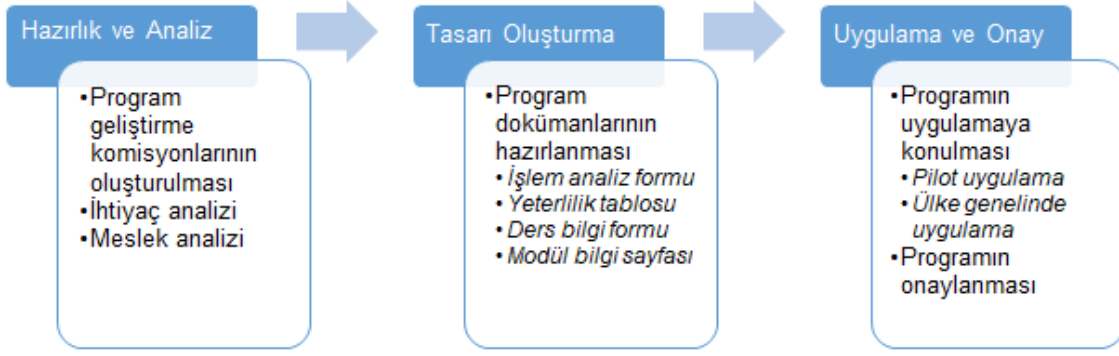 Hazırlık ve Analiz
•Program
geliştirme
komisyonlarının
oluşturulması
•İhtiyaç analizi
•Meslek analizi
Tasarı Oluşturma
•Program
dokümanlarının
hazırlanması
•İşlem analiz formu
•Yeterlilik tablosu
•Ders bilgi formu
•Modül bilgi sayfası
Uygulama ve Onay
•Programın
uygulamaya
konulması
•Pilot uygulama
•Ülke genelinde
uygulama
•Programın
onaylanması